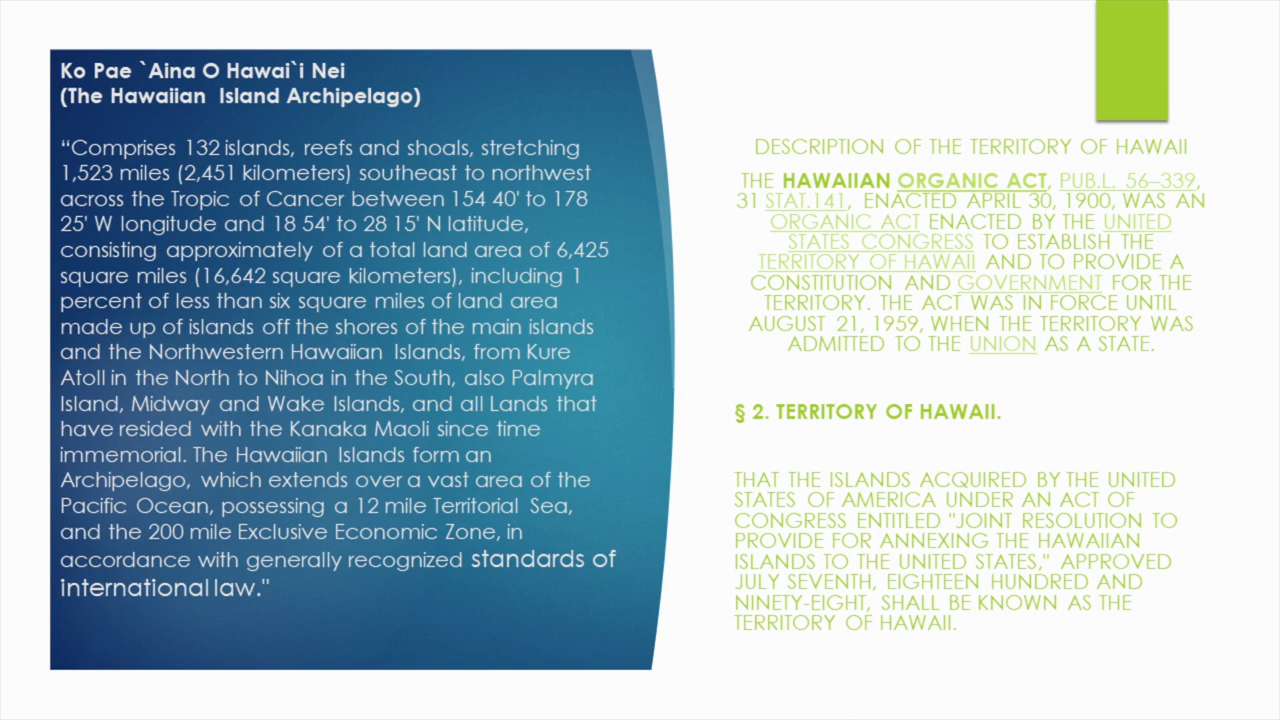 Ko Pae `Aina O Hawai`i Nei
(The Hawaiian Island Archipelago)
“Comprises 132 islands, reefs and shoals, stretching
1,523 miles (2,451 kilometers) southeast to northwest
across the Tropic of Cancer between 154 40' to 178
25' W longitude and 18 54' to 28 15' N latitude,
consisting approximately of a total land area of 6,425
square miles (16,642 square kilometers), including 1
percent of less than six square miles of land area
made up of islands off the shores of the main islands
and the Northwestern Hawaiian Islands, from Kure
Atoll in the North to Nihoa in the South, also Palmyra
Island, Midway and Wake Islands, and all Lands that
have resided with the Kanaka Maoli since time
immemorial. The Hawaiian Islands form an
Archipelago, which extends over a vast area of the
Pacific Ocean, possessing a 12 mile Territorial Sea,
and the 200 mile Exclusive Economic Zone, in
accordance with generally recognized standards of
international law."
DESCRIPTION OF THE TERRITORY OF HAWAII
THE HAWAIIAN ORGANIC ACT, PUB.L. 56–339,
31 STAT.141, ENACTED APRIL 30, 1900, WAS AN
ORGANIC ACT ENACTED BY THE UNITED
STATES CONGRESS TO ESTABLISH THE
TERRITORY OF HAWAII AND TO PROVIDE A
CONSTITUTION AND GOVERNMENT FOR THE
TERRITORY. THE ACT WAS IN FORCE UNTIL
AUGUST 21, 1959, WHEN THE TERRITORY WAS
ADMITTED TO THE UNION AS A STATE.
§ 2. TERRITORY OF HAWAII.
THAT THE ISLANDS ACQUIRED BY THE UNITED
STATES OF AMERICA UNDER AN ACT OF
CONGRESS ENTITLED "JOINT RESOLUTION TO
PROVIDE FOR ANNEXING THE HAWAIIAN
ISLANDS TO THE UNITED STATES," APPROVED
JULY SEVENTH, EIGHTEEN HUNDRED AND
NINETY-EIGHT, SHALL BE KNOWN AS THE
TERRITORY OF HAWAII.